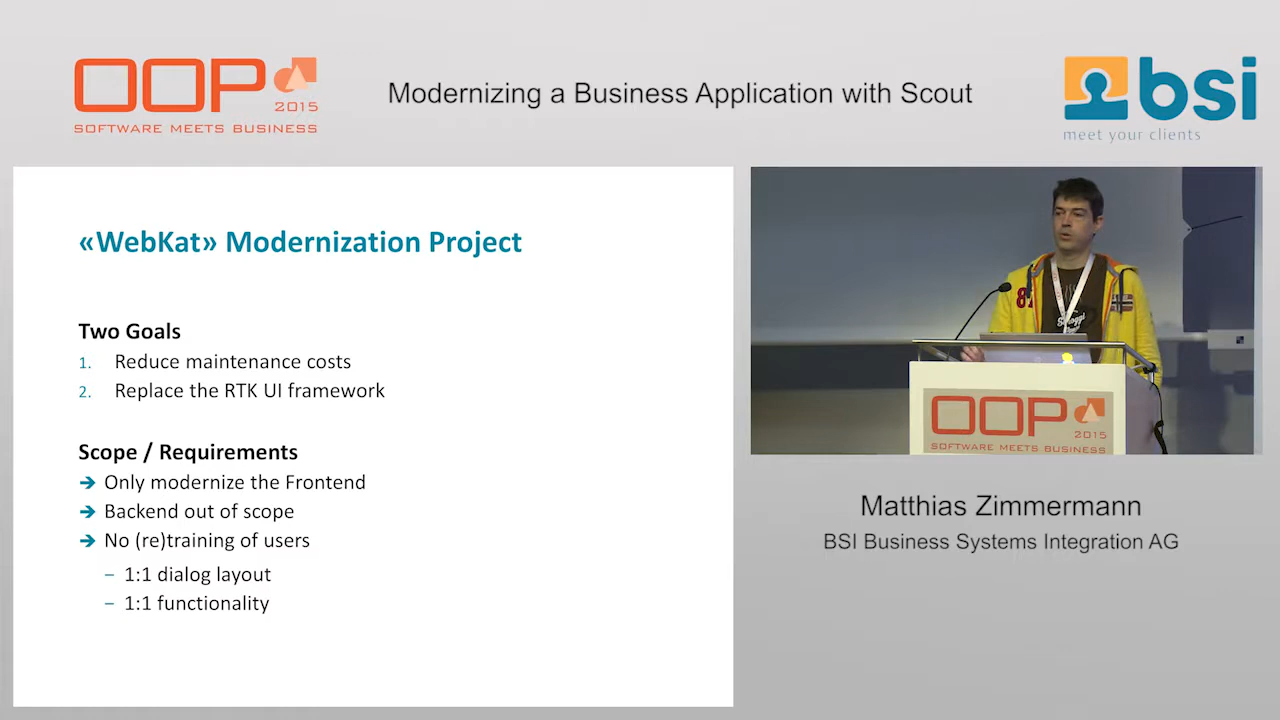 OOP
2015
SOFTWARE MEETS BUSINESS
Modernizing a Business Application with Scout
bsi
meet your clients
«WebKat» Modernization Project
Two Goals
1. Reduce maintenance costs
2. Replace the RTK UI framework
Scope / Requirements
➔ Only modernize the Frontend
➔ Backend out of scope
➔ No (re)training of users
– 1:1 dialog layout
– 1:1 functionality
OOP
2015
SOFTWARE MEETS BUSINESS
Matthias Zimmermann
BSI Business Systems Integration AG